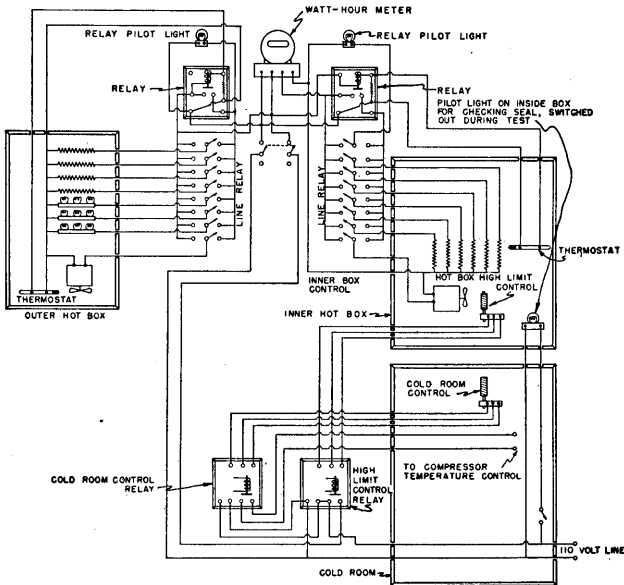 WATT-HOUR METER
RELAY PILOT LIGHT
RELAY PILOT LIGHT
RELAY
RELAY
PILOT LIGHT ON INSIDE BOX
FOR CHECKING SEAL, SWITCHED
OUT DURING TEST
LINE RELAY
LINE RELAY
THERMOSTAT
OUTER HOT BOX
INNER BOX
CONTROL
THERMOSTAT
HOT BOX HIGH LIMIT
CONTROL
INNER HOT BOX
COLD ROOM
CONTROL
COLD ROOM CONTROL
RELAY
HIGH
LIMIT
CONTROL
RELAY
TO COMPRESSOR
TEMPERATURE CONTROL
110 VOLT LINE
COLD ROOM